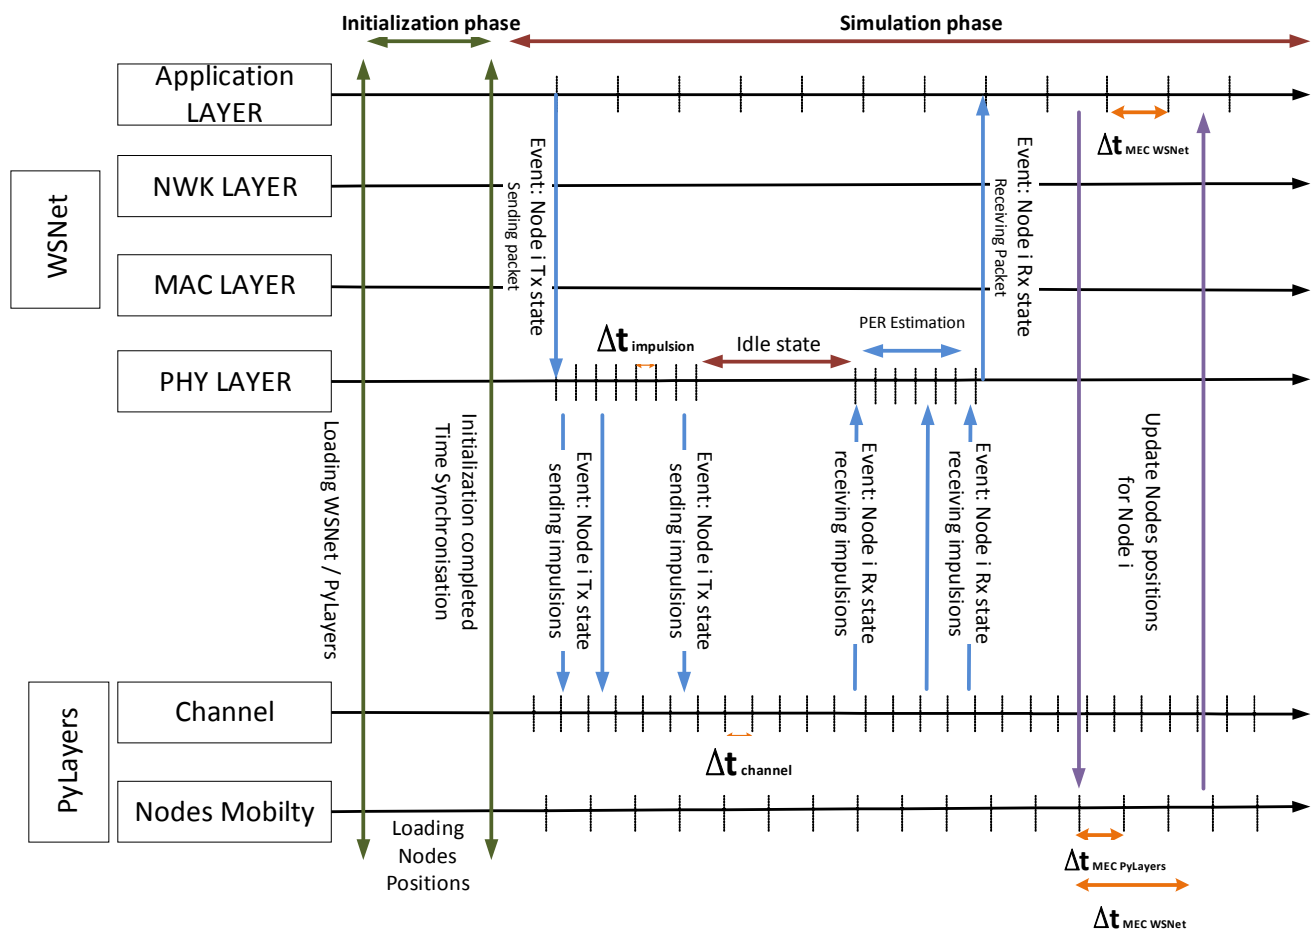 Initialization phase
Simulation phase
Application
LAYER
NWK LAYER
MAC LAYER
PHY LAYER
WSNet
Δt MEC WSNet
Event: Node i Tx state
Sending packet
Event: Node i Rx state
Receiving Packet
Δt impulsion
Idle state
PER Estimation
Loading WSNet / PyLayers
Initialization completed
Time Synchronisation
Event: Node i Tx state
sending impulsions
Event: Node i Tx state
sending impulsions
Event: Node i Rx state
receiving impulsions
Event: Node i Rx state
receiving impulsions
Update Nodes positions
for Node i
PyLayers
Channel
Δt channel
Nodes Mobilty
Loading
Nodes
Positions
Δt MEC PyLayers
Δt MEC WSNet